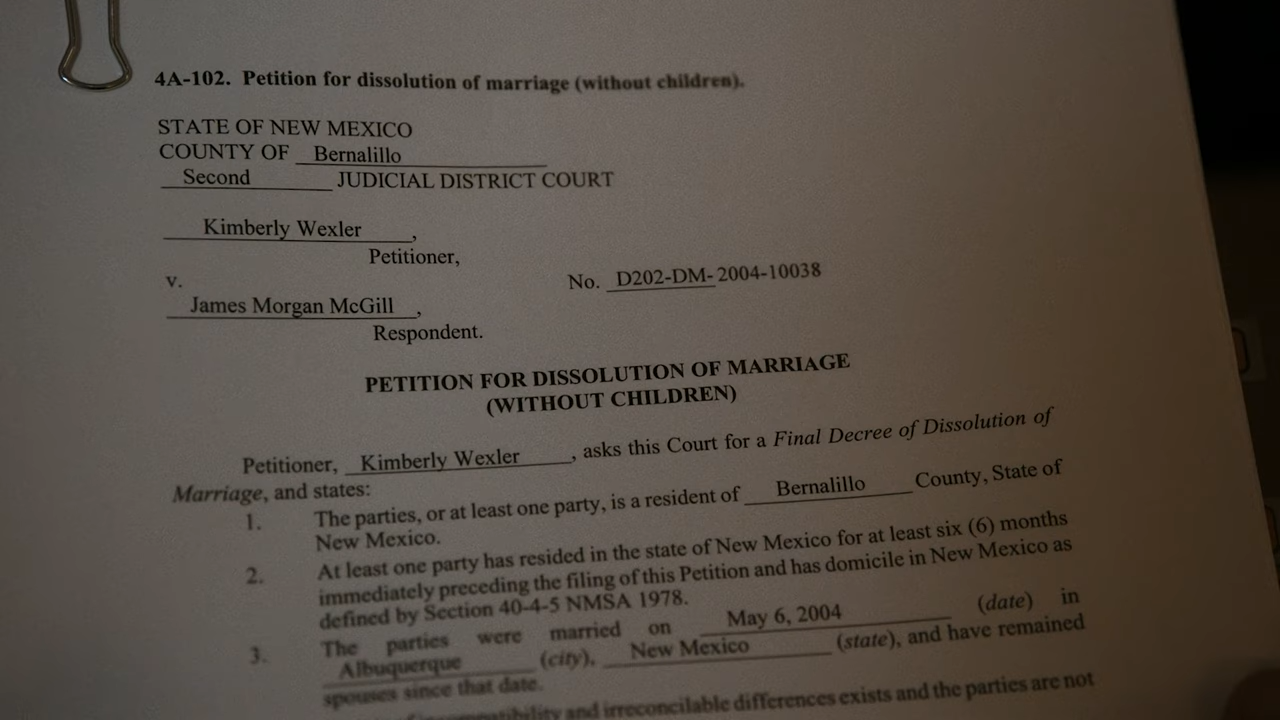 4A-102. Petition for dissolution of marriage (without children).
STATE OF NEW MEXICO
COUNTY OF Bernalillo
Second JUDICIAL DISTRICT COURT
Kimberly Wexler,
Petitioner,
v. No. D202-DM-2004-10038
James Morgan McGill,
Respondent.
PETITION FOR DISSOLUTION OF MARRIAGE
(WITHOUT CHILDREN)
Petitioner, Kimberly Wexler, asks this Court for a Final Decree of Dissolution of
Marriage, and states:
1. The parties, or at least one party, is a resident of Bernalillo County, State of
New Mexico.
2. At least one party has resided in the state of New Mexico for at least six (6) months
immediately preceding the filing of this Petition and has domicile in New Mexico as
defined by Section 40-4-5 NMSA 1978.
3. The parties were married on May 6, 2004 (date) in
Albuquerque (city), New Mexico (state), and have remained
spouses since that date.
of incompatibility and irreconcilable differences exists and the parties are not